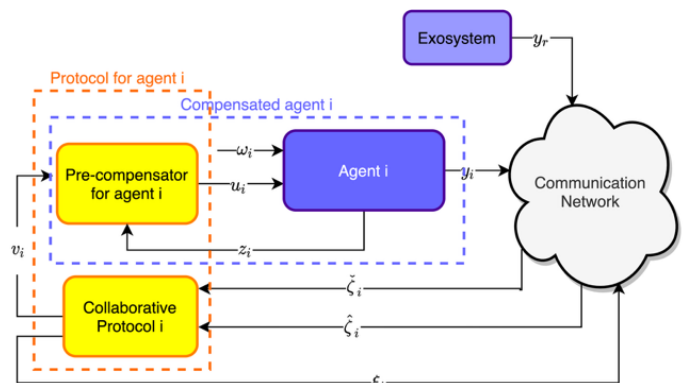 Exosystem
y_r
Protocol for agent i
Compensated agent i
Pre-compensator
for agent i
ω_i
u_i
Agent i
y_i
Communication
Network
v_i
z_i
Collaborative
Protocol i
ζ̌_i
ζ̂_i